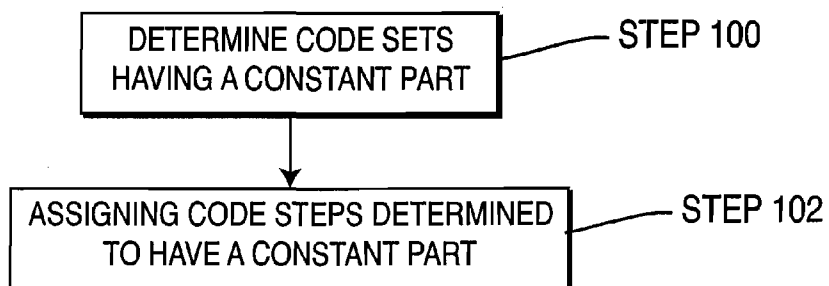 DETERMINE CODE SETS
HAVING A CONSTANT PART
STEP 100
ASSIGNING CODE STEPS DETERMINED
TO HAVE A CONSTANT PART
STEP 102